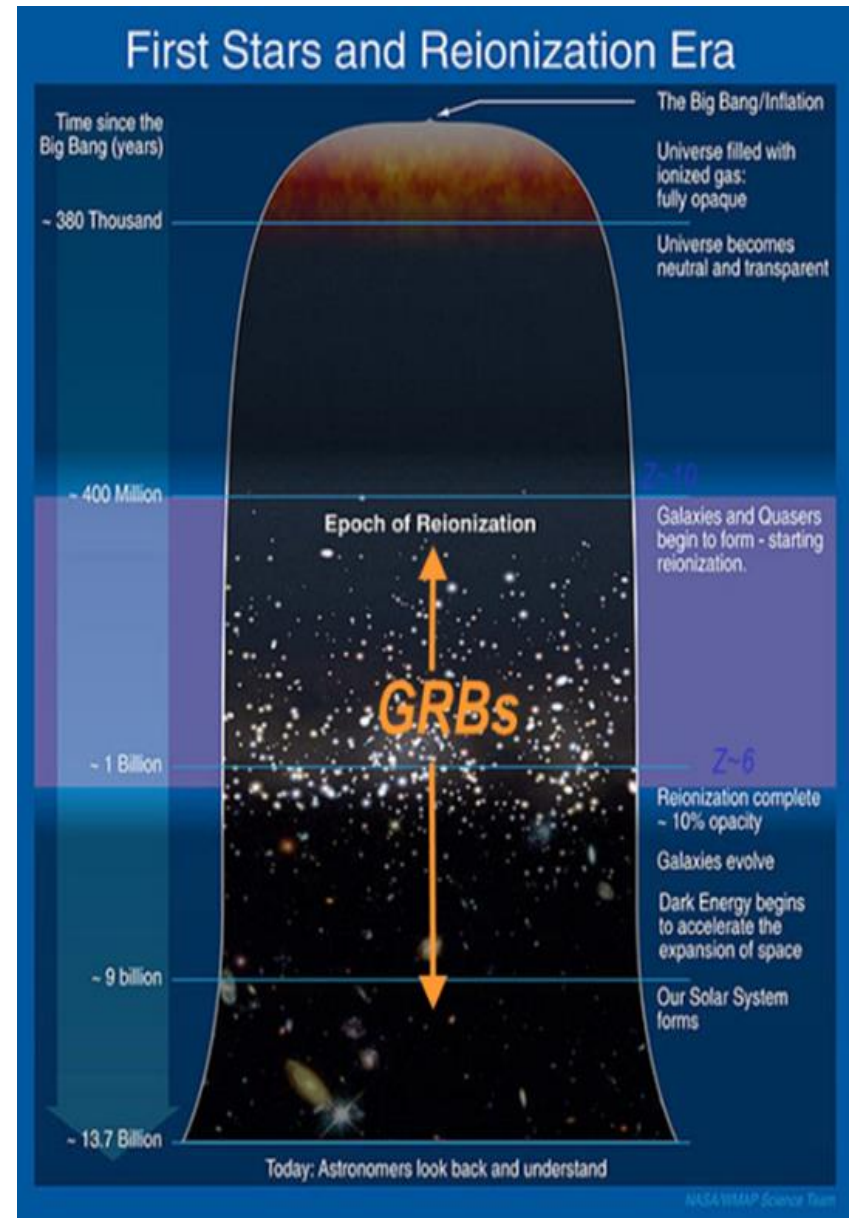 First Stars and Reionization Era
Time since the
Big Bang (years)
The Big Bang/Inflation
Universe filled with
ionized gas:
fully opaque
~ 380 Thousand
Universe becomes
neutral and transparent
Z~10
~ 400 Million
Epoch of Reionization
Galaxies and Quasers
begin to form - starting
reionization.
GRBs
~ 1 Billion
Z~6
Reionization complete
~ 10% opacity
Galaxies evolve
Dark Energy begins
to accelerate the
expansion of space
~ 9 billion
Our Solar System
forms
~ 13.7 Billion
Today: Astronomers look back and understand
NASA/WMAP Science Team